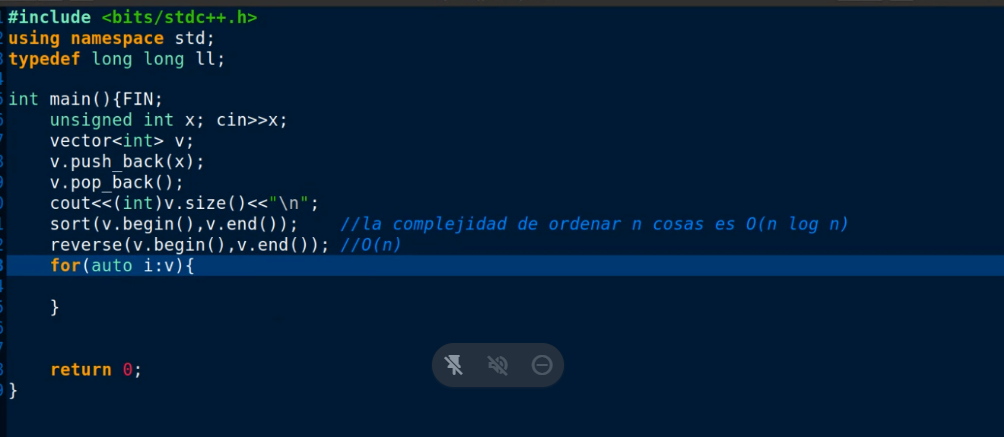 #include <bits/stdc++.h>
using namespace std;
typedef long long ll;
int main(){FIN;
unsigned int x; cin>>x;
vector<int> v;
v.push_back(x);
v.pop_back();
cout<<(int)v.size()<<"\n";
sort(v.begin(),v.end()); //la complejidad de ordenar n cosas es O(n log n)
reverse(v.begin(),v.end()); //O(n)
for(auto i:v){
}
return 0;
}